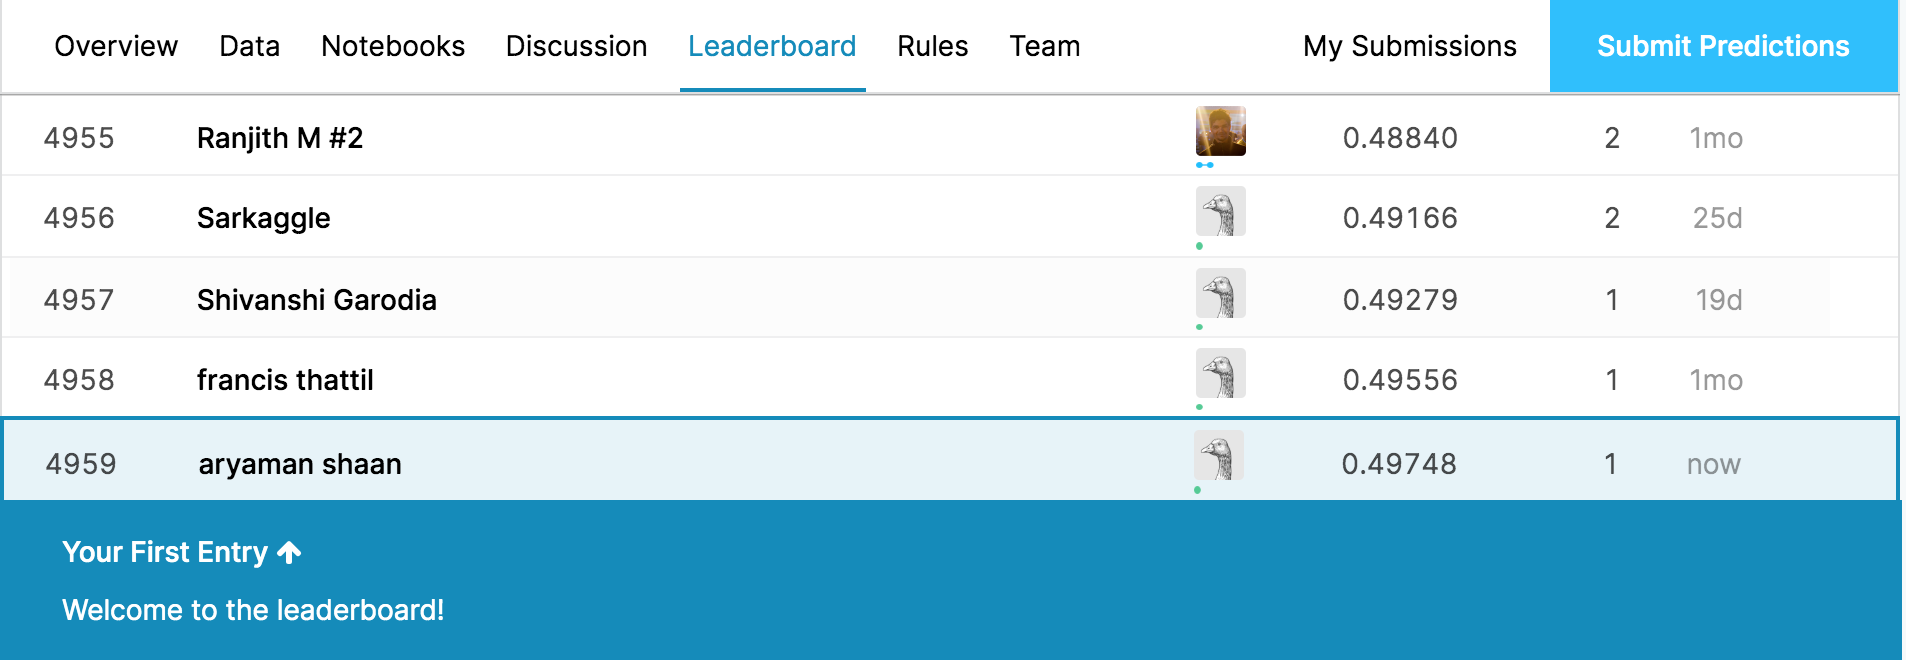 Overview Data Notebooks Discussion Leaderboard Rules Team My Submissions Submit Predictions
4955 Ranjith M #2 0.48840 2 1mo
4956 Sarkaggle 0.49166 2 25d
4957 Shivanshi Garodia 0.49279 1 19d
4958 francis thattil 0.49556 1 1mo
4959 aryaman shaan 0.49748 1 now
Your First Entry ↑
Welcome to the leaderboard!